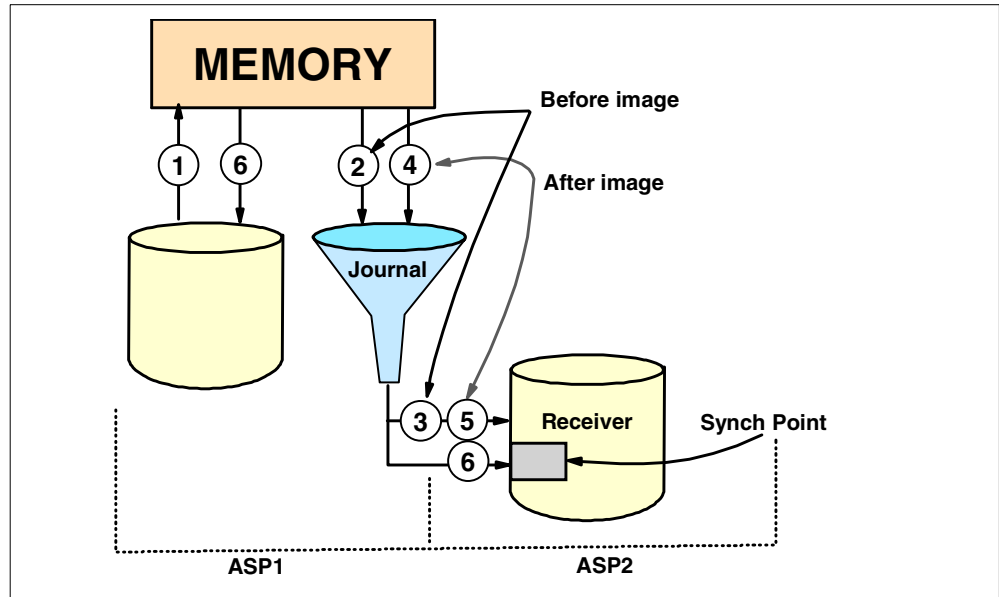 MEMORY
Before image
1
6
2
4
After image
Journal
3
5
Receiver
Synch Point
6
ASP1
ASP2